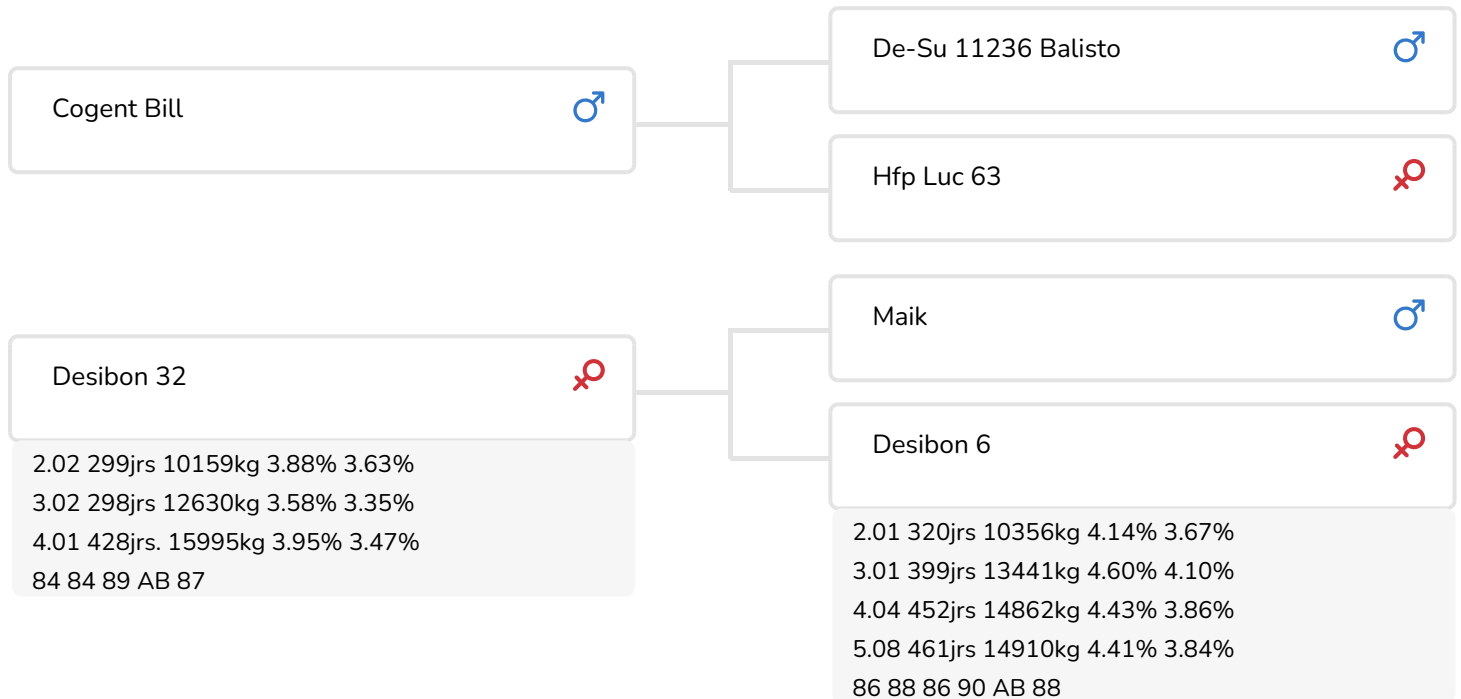 De-Su 11236 Balisto
Cogent Bill
Hfp Luc 63
Maik
Desibon 32
2.02 299jrs 10159kg 3.88% 3.63%
3.02 298jrs 12630kg 3.58% 3.35%
4.01 428jrs. 15995kg 3.95% 3.47%
84 84 89 AB 87
Desibon 6
2.01 320jrs 10356kg 4.14% 3.67%
3.01 399jrs 13441kg 4.60% 4.10%
4.04 452jrs 14862kg 4.43% 3.86%
5.08 461jrs 14910kg 4.41% 3.84%
86 88 86 90 AB 88